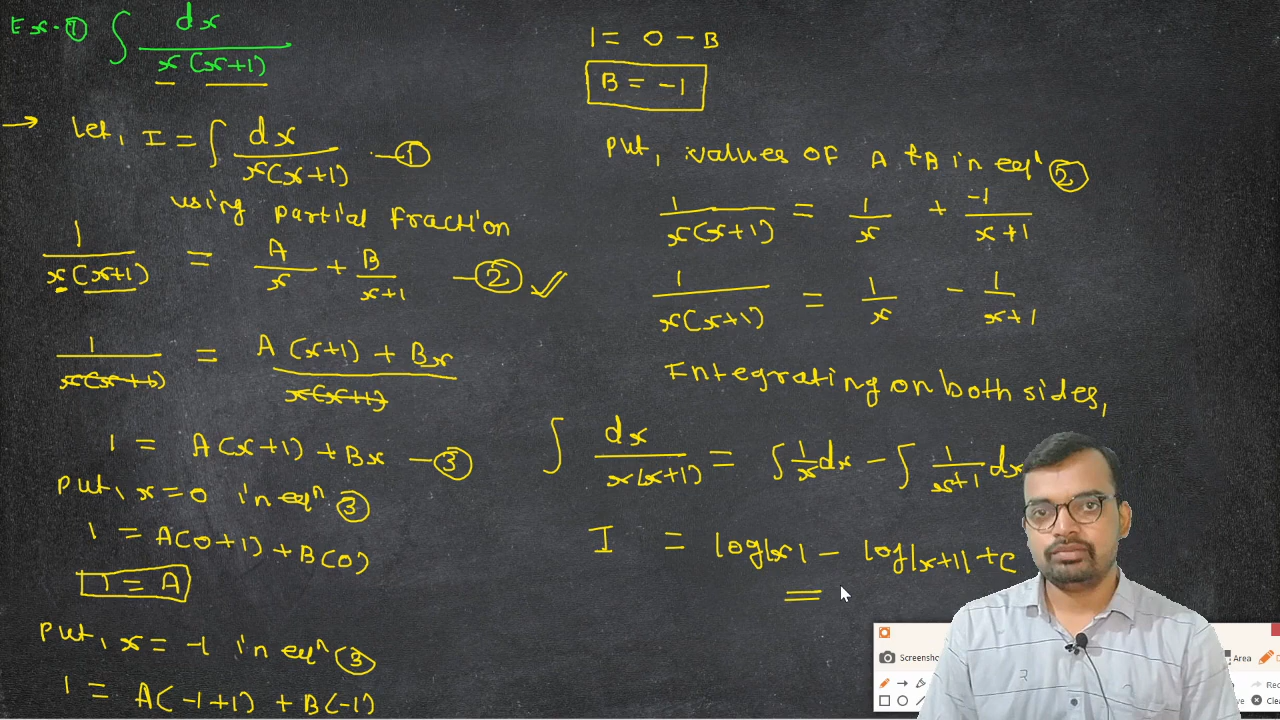 Ex-① ∫ dx / x(x+1)
→ Let, I = ∫ dx / x(x+1) —①
using partial fraction
1 / x(x+1) = A / x + B / x+1 —② ✓
1 / x(x+1) = A(x+1) + Bx / x(x+1)
1 = A(x+1) + Bx —③
Put, x=0 in eqn ③
1 = A(0+1) + B(0)
1 = A
Put, x = -1 in eqn ③
1 = A(-1+1) + B(-1)
1 = 0 - B
B = -1
Put, values of A & B in eqn ②
1 / x(x+1) = 1 / x + -1 / x+1
1 / x(x+1) = 1 / x - 1 / x+1
Integrating on both sides,
∫ dx / x(x+1) = ∫ 1/x dx - ∫ 1 / x+1 dx
I = log|x| - log|x+1| + c
Screensho
Area
Rec
Cle